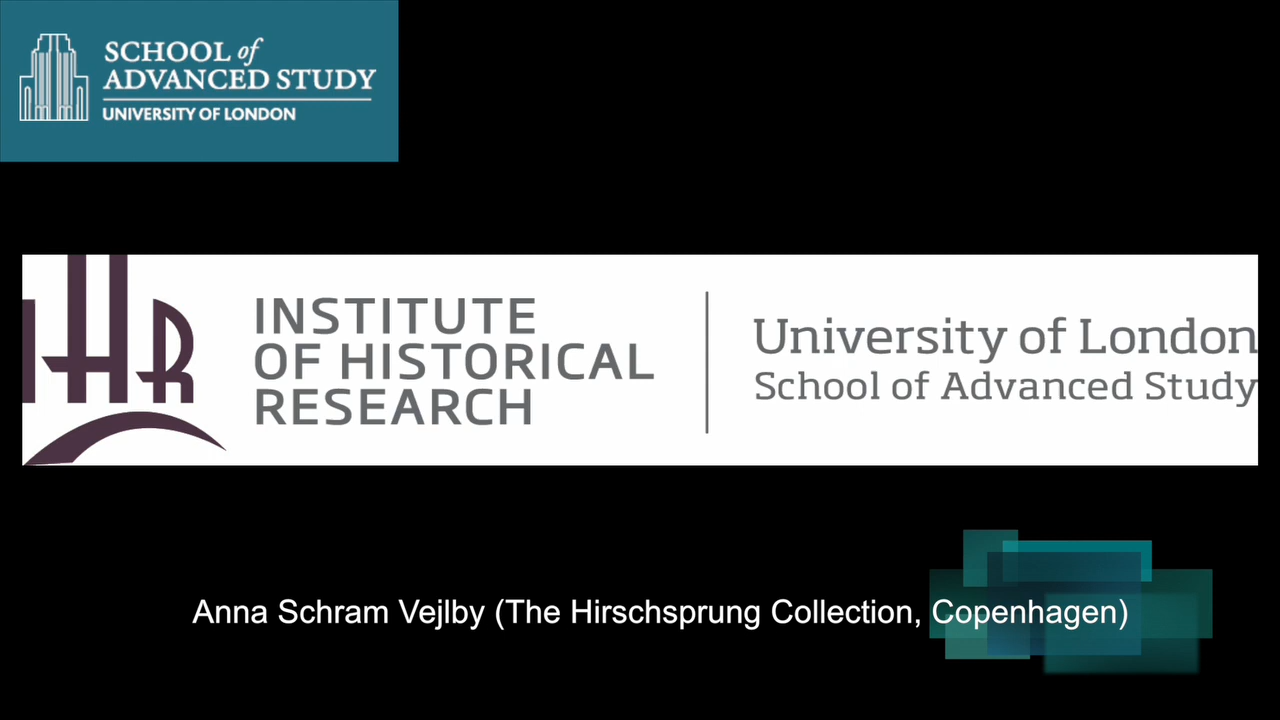 SCHOOL of
ADVANCED STUDY
UNIVERSITY OF LONDON
IHR
INSTITUTE
OF HISTORICAL
RESEARCH
University of London
School of Advanced Study
Anna Schram Vejlby (The Hirschsprung Collection, Copenhagen)